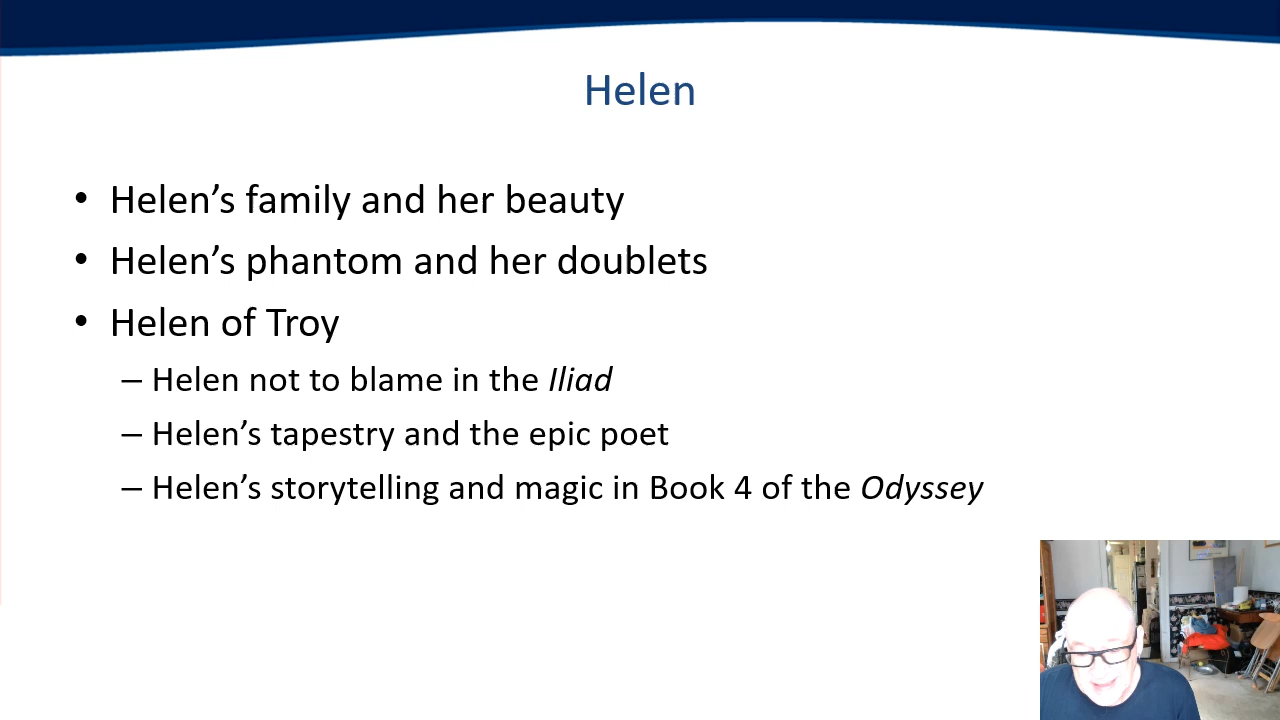 Helen
• Helen’s family and her beauty
• Helen’s phantom and her doublets
• Helen of Troy
– Helen not to blame in the Iliad
– Helen’s tapestry and the epic poet
– Helen’s storytelling and magic in Book 4 of the Odyssey